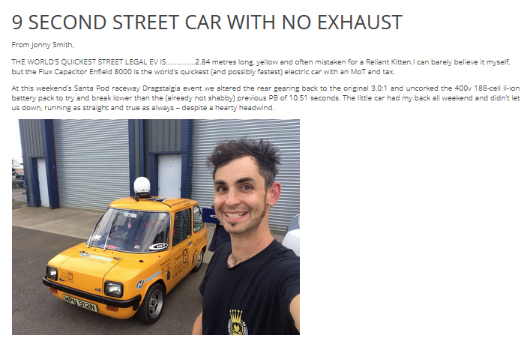 9 SECOND STREET CAR WITH NO EXHAUST
From Jonny Smith,
THE WORLD'S QUICKEST STREET LEGAL EV IS................2.84 metres long, yellow and often mistaken for a Reliant Kitten.I can barely believe it myself,
but the Flux Capacitor Enfield 8000 is the world's quickest (and possibly fastest) electric car with an MoT and tax.
At this weekend's Santa Pod raceway Dragstalgia event we altered the rear gearing back to the original 3.0:1 and uncorked the 400v 188-cell li-ion
battery pack to try and break lower than the (already not shabby) previous PB of 10.51 seconds. The little car had my back all weekend and didn't let
us down, running as straight and true as always – despite a hearty headwind.